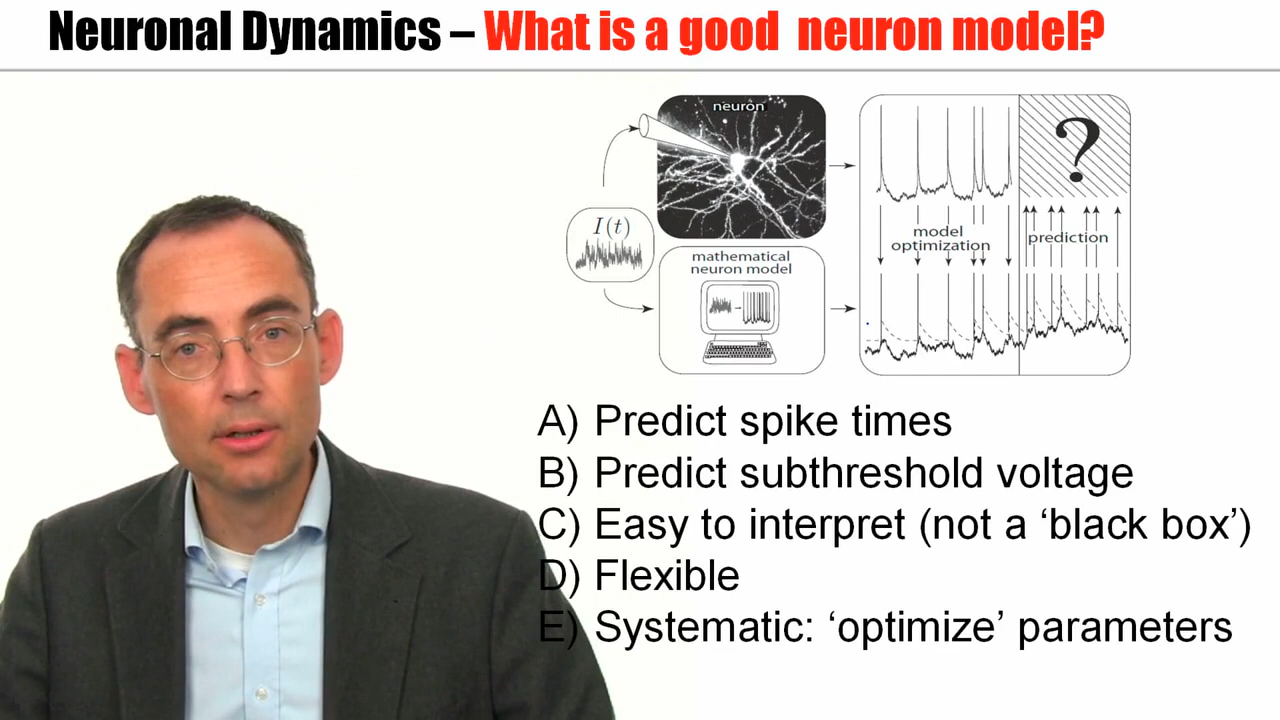 Neuronal Dynamics – What is a good neuron model?
neuron
I(t)
mathematical
neuron model
model
optimization
prediction
?
A) Predict spike times
B) Predict subthreshold voltage
C) Easy to interpret (not a ‘black box’)
D) Flexible
E) Systematic: ‘optimize’ parameters